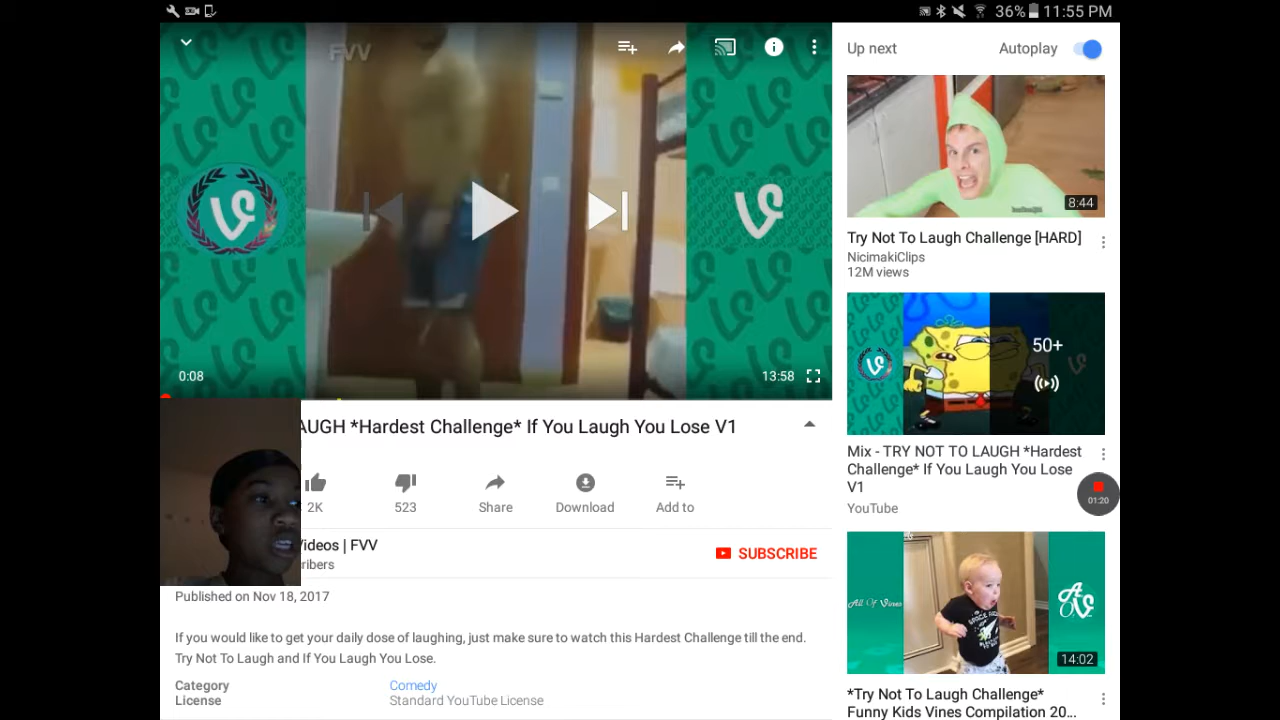 36% 11:55 PM
FVV
Up next
Autoplay
0:08
13:58
8:44
Try Not To Laugh Challenge [HARD]
NicimakiClips
12M views
AUGH *Hardest Challenge* If You Laugh You Lose V1
50+
Mix - TRY NOT TO LAUGH *Hardest
Challenge* If You Laugh You Lose
V1
YouTube
01:20
2K
523
Share
Download
Add to
Videos | FVV
ribers
SUBSCRIBE
Published on Nov 18, 2017
If you would like to get your daily dose of laughing, just make sure to watch this Hardest Challenge till the end.
Try Not To Laugh and If You Laugh You Lose.
Category
Comedy
License
Standard YouTube License
All Of Vines
14:02
*Try Not To Laugh Challenge*
Funny Kids Vines Compilation 20...